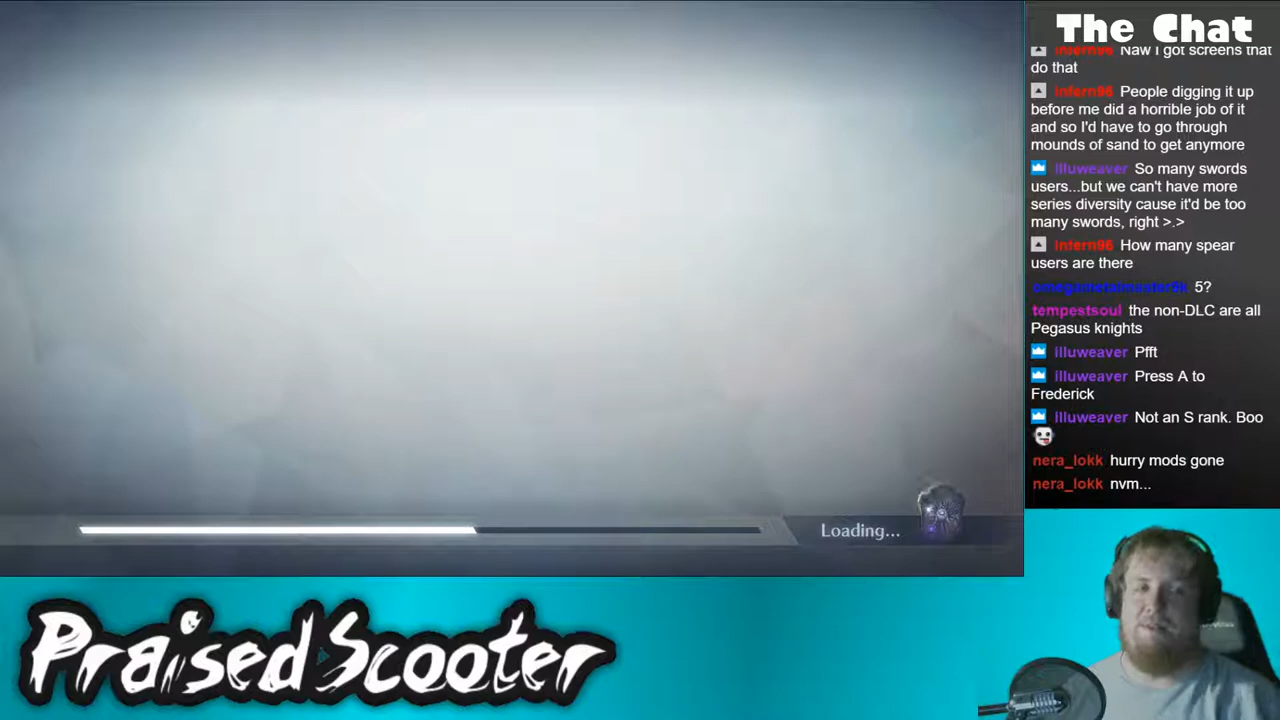 The Chat
infern96 Naw I got screens that
do that
infern96 People digging it up
before me did a horrible job of it
and so I'd have to go through
mounds of sand to get anymore
illuweaver So many swords
users...but we can't have more
series diversity cause it'd be too
many swords, right >.>
infern96 How many spear
users are there
5?
tempestsoul the non-DLC are all
Pegasus knights
illuweaver Pfft
illuweaver Press A to
Frederick
illuweaver Not an S rank. Boo
nera_lokk hurry mods gone
nera_lokk nvm...
Loading...
PraisedScooter